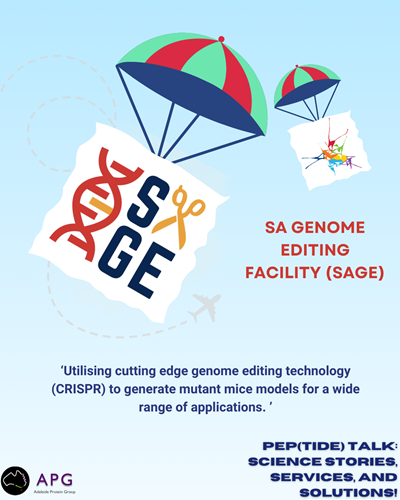 S
GE
SA GENOME
EDITING
FACILITY (SAGE)
‘Utilising cutting edge genome editing technology
(CRISPR) to generate mutant mice models for a wide
range of applications. ’
PEP(TIDE) TALK:
SCIENCE STORIES,
SERVICES, AND
SOLUTIONS!
APG
Adelaide Protein Group